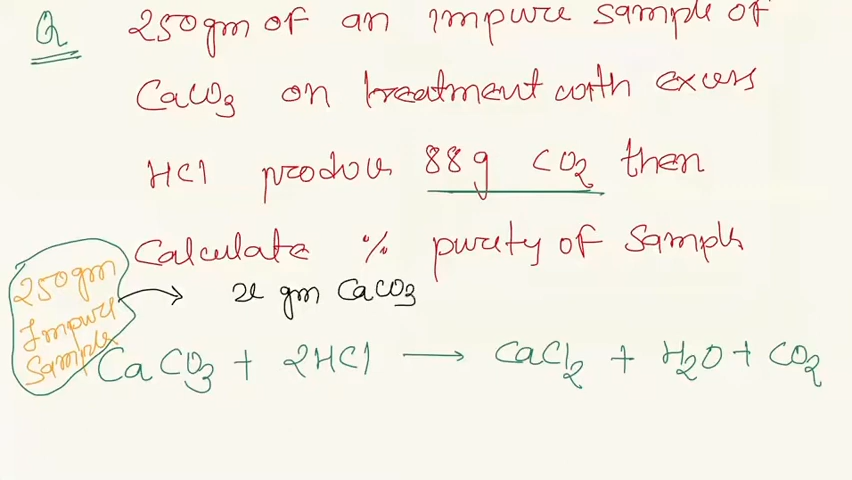 Q 250gm of an impure sample of
CaCO3 on treatment with excess
HCl produce 88g CO2 then
Calculate % purity of sample
250gm
Impure
Sample
x gm CaCO3
CaCO3 + 2HCl → CaCl2 + H2O + CO2